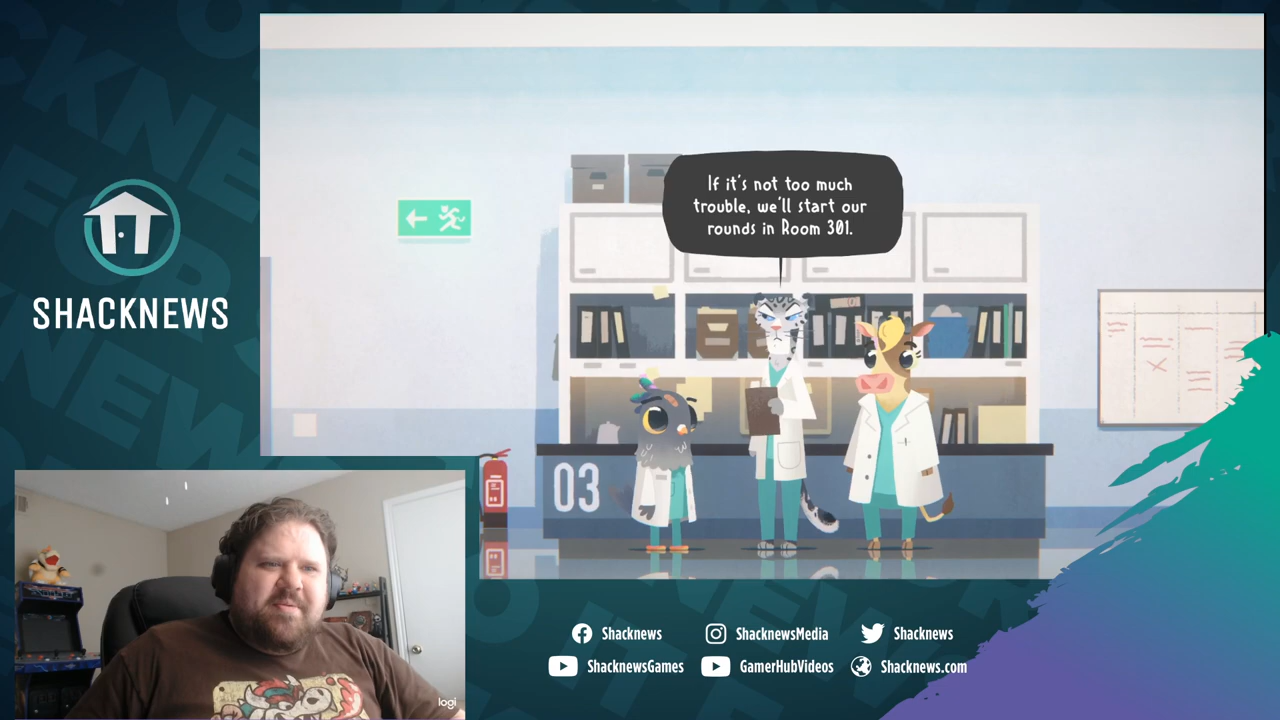 SHACKNEWS
If it's not too much
trouble, we'll start our
rounds in Room 301.
03
logi
Shacknews
ShacknewsMedia
Shacknews
ShacknewsGames
GamerHubVideos
Shacknews.com